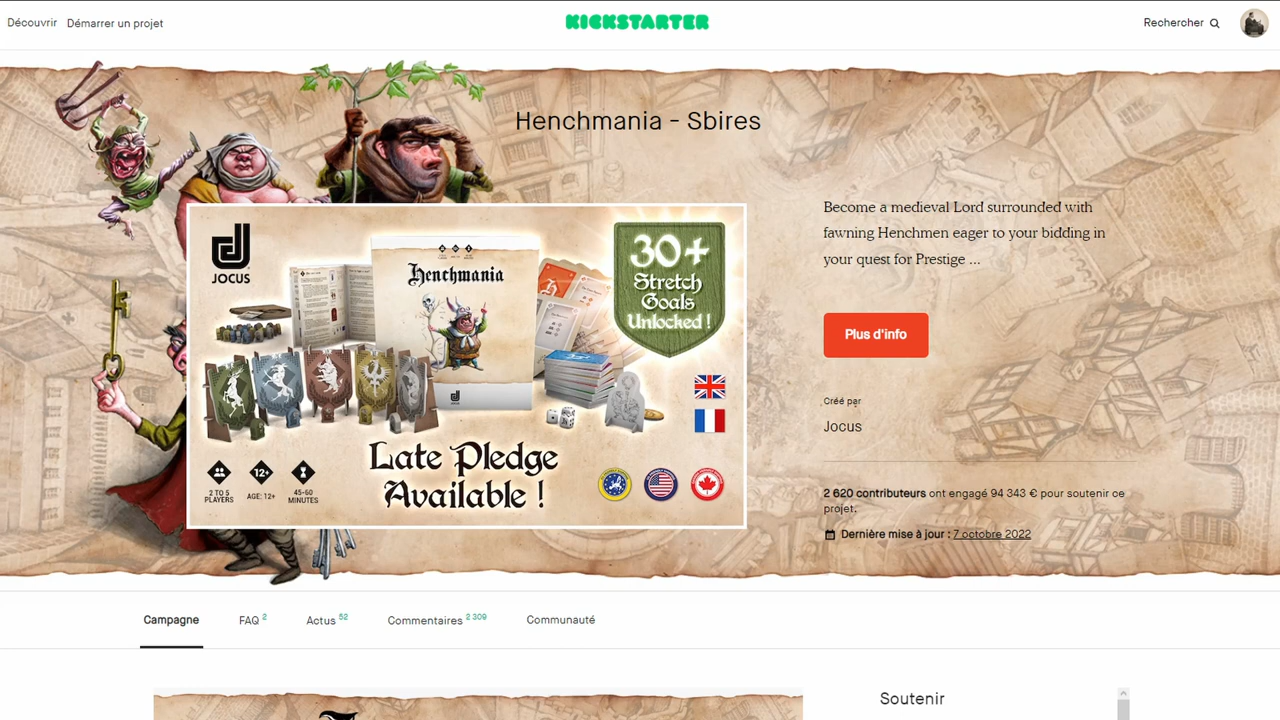 Découvrir Démarrer un projet
KICKSTARTER
Rechercher
Henchmania - Sbires
Become a medieval Lord surrounded with
fawning Henchmen eager to your bidding in
your quest for Prestige ...
Plus d'info
Créé par
Jocus
2 620 contributeurs ont engagé 94 343 € pour soutenir ce
projet.
Dernière mise à jour : 7 octobre 2022
JOCUS
Henchmania
30+
Stretch
Goals
Unlocked !
Late Pledge
Available !
2 TO 5
PLAYERS
12+
AGE: 12+
45-60
MINUTES
Campagne
FAQ 2
Actus 52
Commentaires 2 309
Communauté
Soutenir